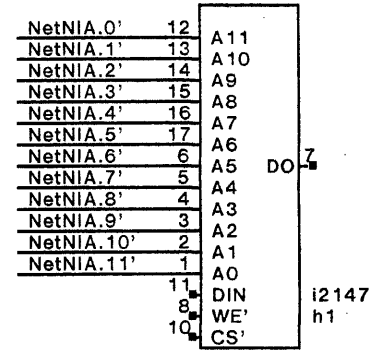 NetNIA.0' 12 A11
NetNIA.1' 13 A10
NetNIA.2' 14 A9
NetNIA.3' 15 A8
NetNIA.4' 16 A7
NetNIA.5' 17 A6
NetNIA.6' 6 A5 DO 7
NetNIA.7' 5 A4
NetNIA.8' 4 A3
NetNIA.9' 3 A2
NetNIA.10' 2 A1
NetNIA.11' 1 A0
11 DIN i2147
8 WE' h1
10 CS'